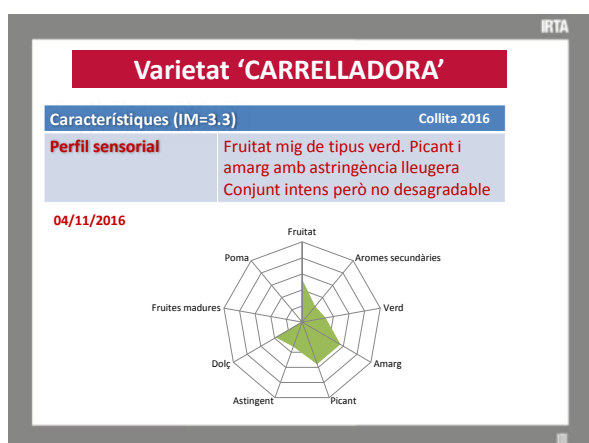 IRTA
Varietat ‘CARRELLADORA’
Característiques (IM=3.3) Collita 2016
Perfil sensorial
Fruitat mig de tipus verd. Picant i
amarg amb astringència lleugera
Conjunt intens però no desagradable
04/11/2016
Fruitat
Poma
Aromes secundàries
Fruites madures
Verd
Dolç
Amarg
Astingent
Picant